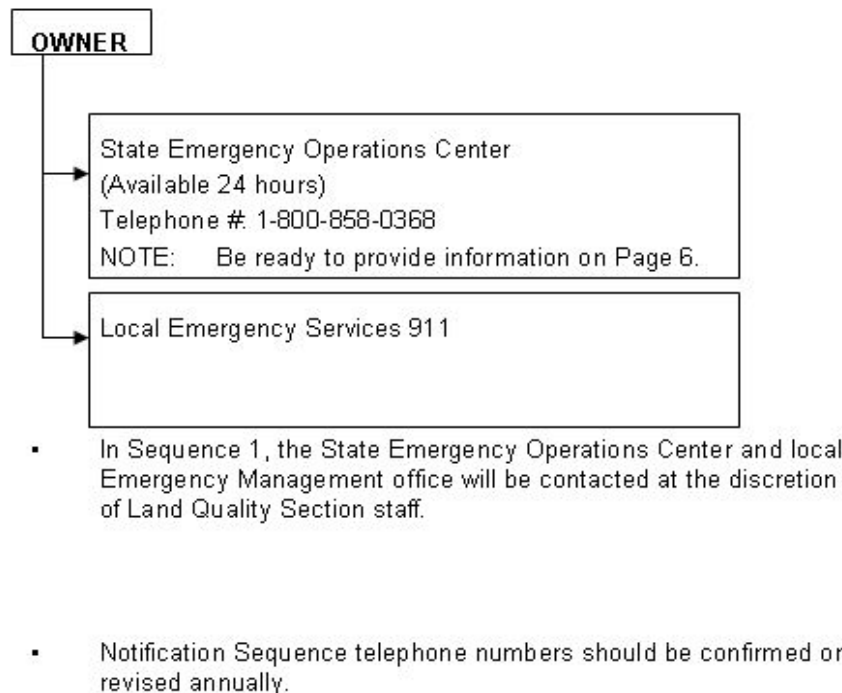 OWNER
State Emergency Operations Center
(Available 24 hours)
Telephone #: 1-800-858-0368
NOTE: Be ready to provide information on Page 6.
Local Emergency Services 911
▪ In Sequence 1, the State Emergency Operations Center and local
Emergency Management office will be contacted at the discretion
of Land Quality Section staff.
▪ Notification Sequence telephone numbers should be confirmed or
revised annually.